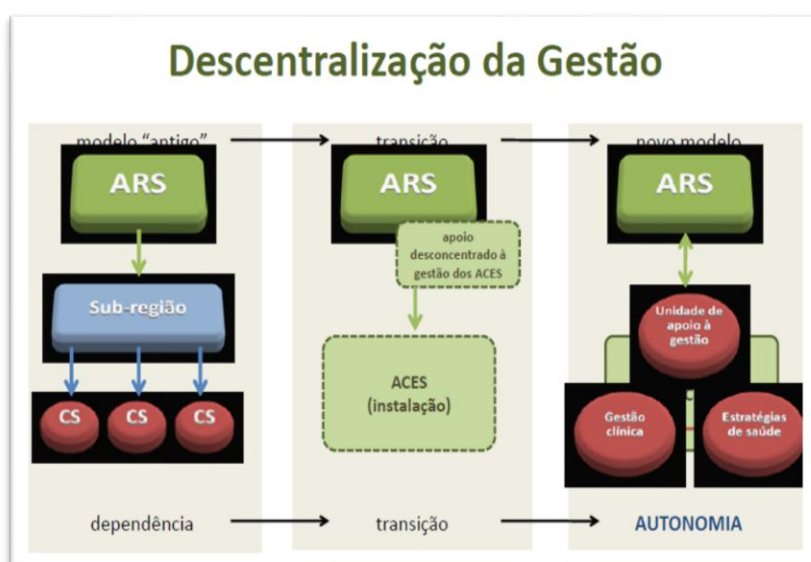 Descentralização da Gestão
modelo "antigo"
transição
novo modelo
ARS
ARS
ARS
apoio
desconcentrado à
gestão dos ACES
Sub-região
Unidade de
apoio à
gestão
ACES
(instalação)
CS
CS
CS
Gestão
clínica
Estratégias
de saúde
dependência
transição
AUTONOMIA